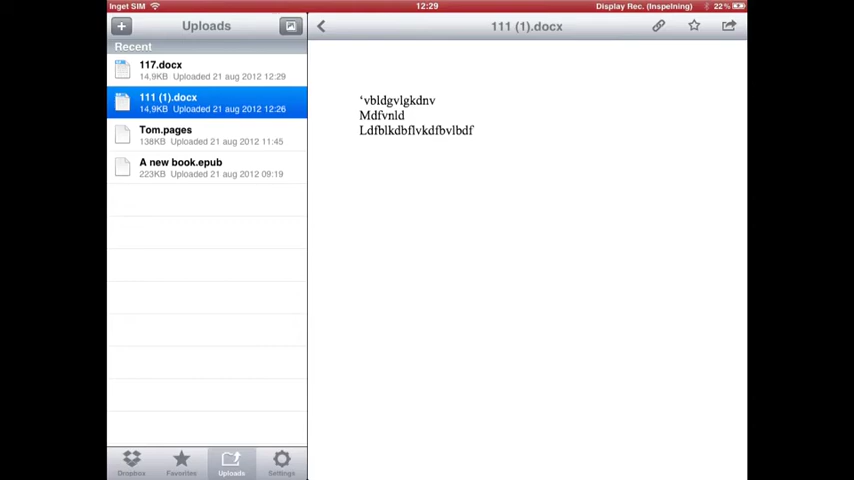 Inget SIM
12:29
Display Rec. (Inspelning)
22%
Uploads
111 (1).docx
Recent
117.docx
14,9KB Uploaded 21 aug 2012 12:29
111 (1).docx
14,9KB Uploaded 21 aug 2012 12:26
Tom.pages
138KB Uploaded 21 aug 2012 11:45
A new book.epub
223KB Uploaded 21 aug 2012 09:19
‘vbldgvlgkdnv
Mdfvnld
Ldfblkdbflvkdfbvlbdf
Dropbox
Favorites
Uploads
Settings